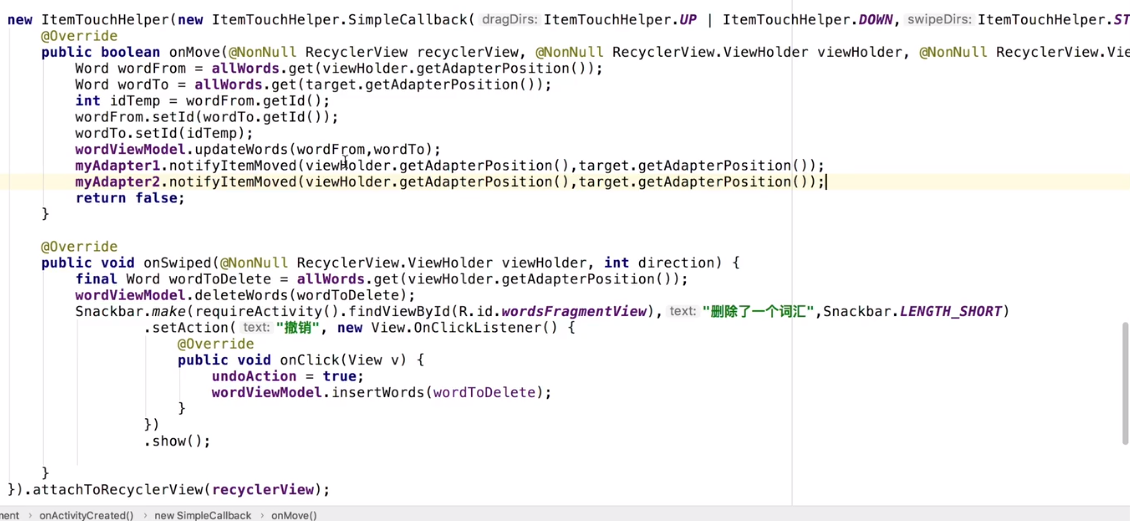 new ItemTouchHelper(new ItemTouchHelper.SimpleCallback( dragDirs: ItemTouchHelper.UP | ItemTouchHelper.DOWN, swipeDirs: ItemTouchHelper.ST
@Override
public boolean onMove(@NonNull RecyclerView recyclerView, @NonNull RecyclerView.ViewHolder viewHolder, @NonNull RecyclerView.Vie
Word wordFrom = allWords.get(viewHolder.getAdapterPosition());
Word wordTo = allWords.get(target.getAdapterPosition());
int idTemp = wordFrom.getId();
wordFrom.setId(wordTo.getId());
wordTo.setId(idTemp);
wordViewModel.updateWords(wordFrom,wordTo);
myAdapter1.notifyItemMoved(viewHolder.getAdapterPosition(),target.getAdapterPosition());
myAdapter2.notifyItemMoved(viewHolder.getAdapterPosition(),target.getAdapterPosition());
return false;
}
@Override
public void onSwiped(@NonNull RecyclerView.ViewHolder viewHolder, int direction) {
final Word wordToDelete = allWords.get(viewHolder.getAdapterPosition());
wordViewModel.deleteWords(wordToDelete);
Snackbar.make(requireActivity().findViewById(R.id.wordsFragmentView), text: "删除了一个词汇",Snackbar.LENGTH_SHORT)
.setAction( text: "撤销", new View.OnClickListener() {
@Override
public void onClick(View v) {
undoAction = true;
wordViewModel.insertWords(wordToDelete);
}
})
.show();
}
}).attachToRecyclerView(recyclerView);
ment › onActivityCreated() › new SimpleCallback › onMove()